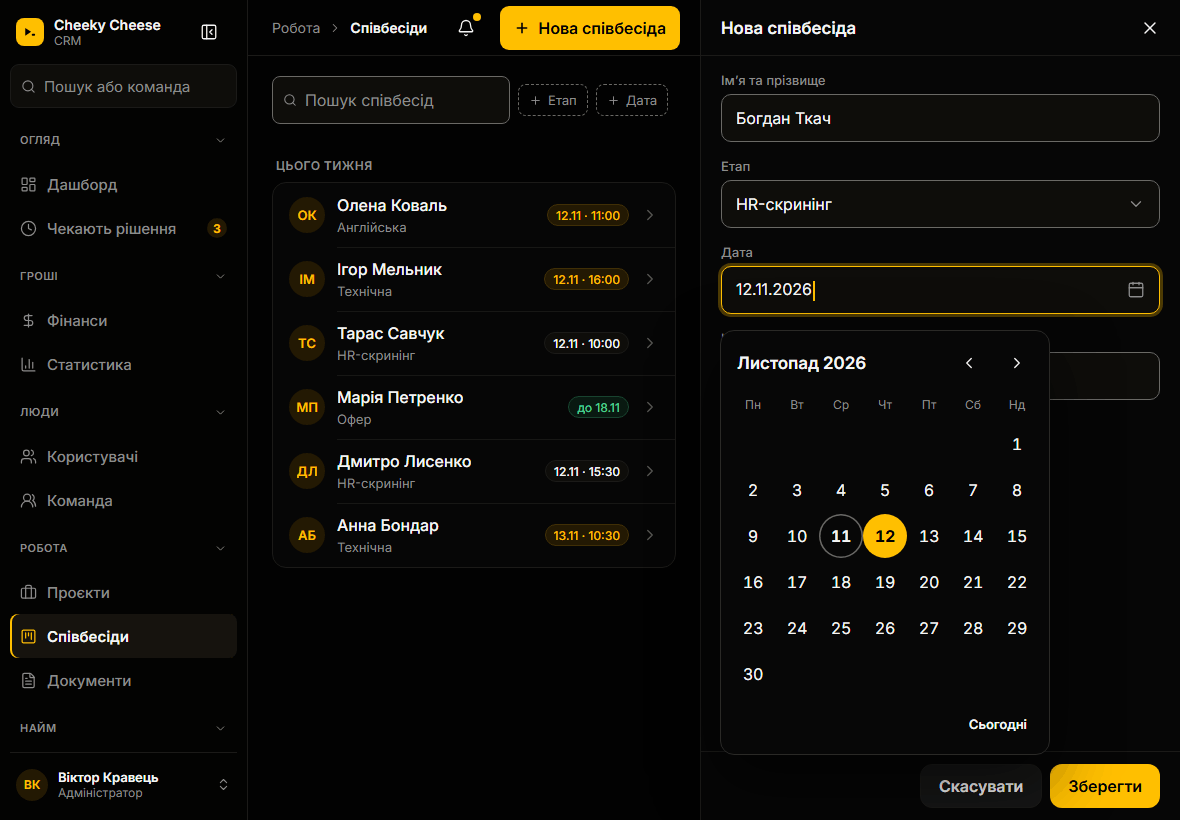 Cheeky Cheese
CRM
Пошук або команда
ОГЛЯД
Дашборд
Чекають рішення 3
ГРОШІ
Фінанси
Статистика
ЛЮДИ
Користувачі
Команда
РОБОТА
Проєкти
Співбесіди
Документи
НАЙМ
ВК
Віктор Кравець
Адміністратор
Робота > Співбесіди
+ Нова співбесіда
Пошук співбесід
+ Етап
+ Дата
ЦЬОГО ТИЖНЯ
ОК Олена Коваль 12.11 · 11:00
Англійська
ІМ Ігор Мельник 12.11 · 16:00
Технічна
ТС Тарас Савчук 12.11 · 10:00
HR-скринінг
МП Марія Петренко до 18.11
Офер
ДЛ Дмитро Лисенко 12.11 · 15:30
HR-скринінг
АБ Анна Бондар 13.11 · 10:30
Технічна
Нова співбесіда
Ім’я та прізвище
Богдан Ткач
Етап
HR-скринінг
Дата
12.11.2026
Листопад 2026
Пн Вт Ср Чт Пт Сб Нд
1
2 3 4 5 6 7 8
9 10 11 12 13 14 15
16 17 18 19 20 21 22
23 24 25 26 27 28 29
30
Сьогодні
Скасувати
Зберегти